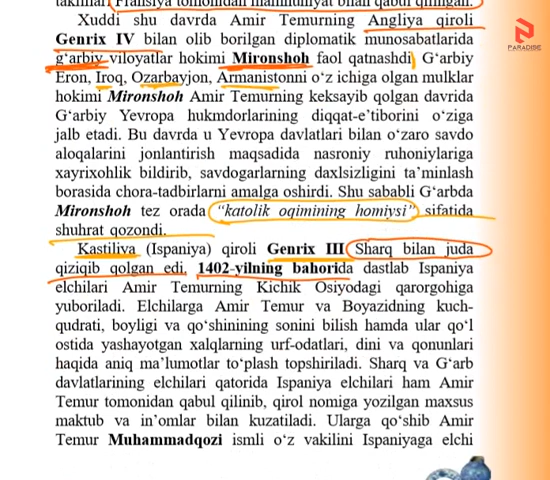 takliflari Fransiya tomonidan mamnuniyat bilan qabul qilingan.
Xuddi shu davrda Amir Temurning Angliya qiroli
Genrix IV bilan olib borilgan diplomatik munosabatlarida
g‘arbiy viloyatlar hokimi Mironshoh faol qatnashdi. G‘arbiy
Eron, Iroq, Ozarbayjon, Armanistonni o‘z ichiga olgan mulklar
hokimi Mironshoh Amir Temurning keksayib qolgan davrida
G‘arbiy Yevropa hukmdorlarining diqqat-e’tiborini o‘ziga
jalb etadi. Bu davrda u Yevropa davlatlari bilan o‘zaro savdo
aloqalarini jonlantirish maqsadida nasroniy ruhoniylariga
xayrixohlik bildirib, savdogarlarning daxlsizligini ta’minlash
borasida chora-tadbirlarni amalga oshirdi. Shu sababli G‘arbda
Mironshoh tez orada “katolik oqimining homiysi” sifatida
shuhrat qozondi.
Kastiliya (Ispaniya) qiroli Genrix III Sharq bilan juda
qiziqib qolgan edi. 1402-yilning bahorida dastlab Ispaniya
elchilari Amir Temurning Kichik Osiyodagi qarorgohiga
yuboriladi. Elchilarga Amir Temur va Boyazidning kuch-
qudrati, boyligi va qo‘shinining sonini bilish hamda ular qo‘l
ostida yashayotgan xalqlarning urf-odatlari, dini va qonunlari
haqida aniq ma’lumotlar to‘plash topshiriladi. Sharq va G‘arb
davlatlarining elchilari qatorida Ispaniya elchilari ham Amir
Temur tomonidan qabul qilinib, qirol nomiga yozilgan maxsus
maktub va in’omlar bilan kuzatiladi. Ularga qo‘shib Amir
Temur Muhammadqozi ismli o‘z vakilini Ispaniyaga elchi
PARADISE